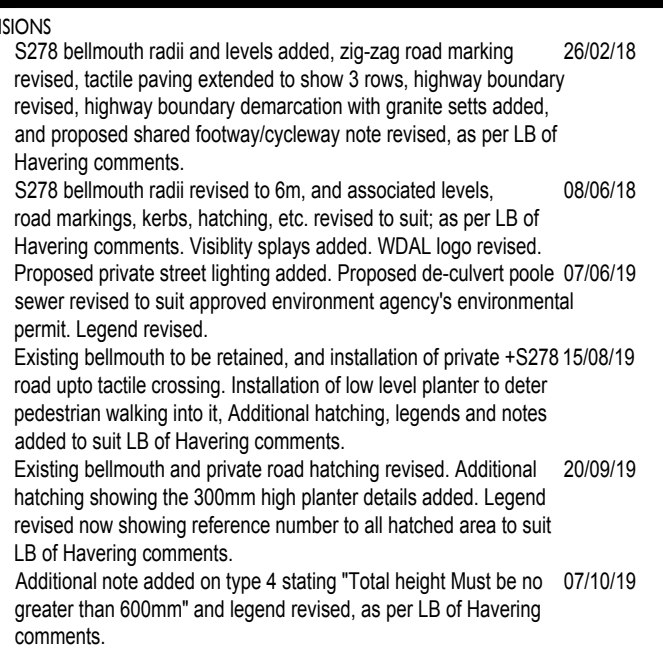 ISIONS
S278 bellmouth radii and levels added, zig-zag road marking 26/02/18
revised, tactile paving extended to show 3 rows, highway boundary
revised, highway boundary demarcation with granite setts added,
and proposed shared footway/cycleway note revised, as per LB of
Havering comments.
S278 bellmouth radii revised to 6m, and associated levels, 08/06/18
road markings, kerbs, hatching, etc. revised to suit; as per LB of
Havering comments. Visiblity splays added. WDAL logo revised.
Proposed private street lighting added. Proposed de-culvert poole 07/06/19
sewer revised to suit approved environment agency's environmental
permit. Legend revised.
Existing bellmouth to be retained, and installation of private +S278 15/08/19
road upto tactile crossing. Installation of low level planter to deter
pedestrian walking into it, Additional hatching, legends and notes
added to suit LB of Havering comments.
Existing bellmouth and private road hatching revised. Additional 20/09/19
hatching showing the 300mm high planter details added. Legend
revised now showing reference number to all hatched area to suit
LB of Havering comments.
Additional note added on type 4 stating "Total height Must be no 07/10/19
greater than 600mm" and legend revised, as per LB of Havering
comments.